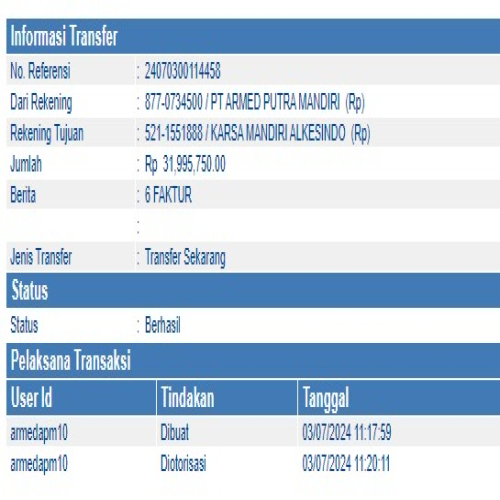 Informasi Transfer
No. Referensi : 24070300114458
Dari Rekening : 877-0734500 / PT ARMED PUTRA MANDIRI (Rp)
Rekening Tujuan : 521-1551888 / KARSA MANDIRI ALKESINDO (Rp)
Jumlah : Rp 31,995,750.00
Berita : 6 FAKTUR
:
Jenis Transfer : Transfer Sekarang
Status
Status : Berhasil
Pelaksana Transaksi
User Id Tindakan Tanggal
armedapm10 Dibuat 03/07/2024 11:17:59
armedapm10 Diotorisasi 03/07/2024 11:20:11